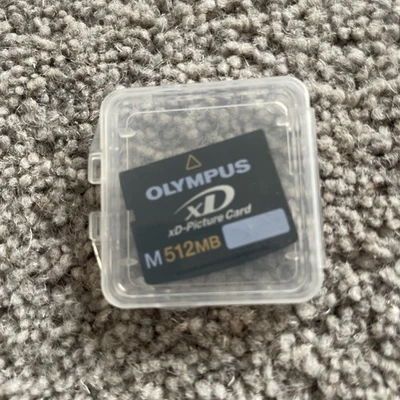 OLYMPUS
xD
xD-Picture Card
M 512MB